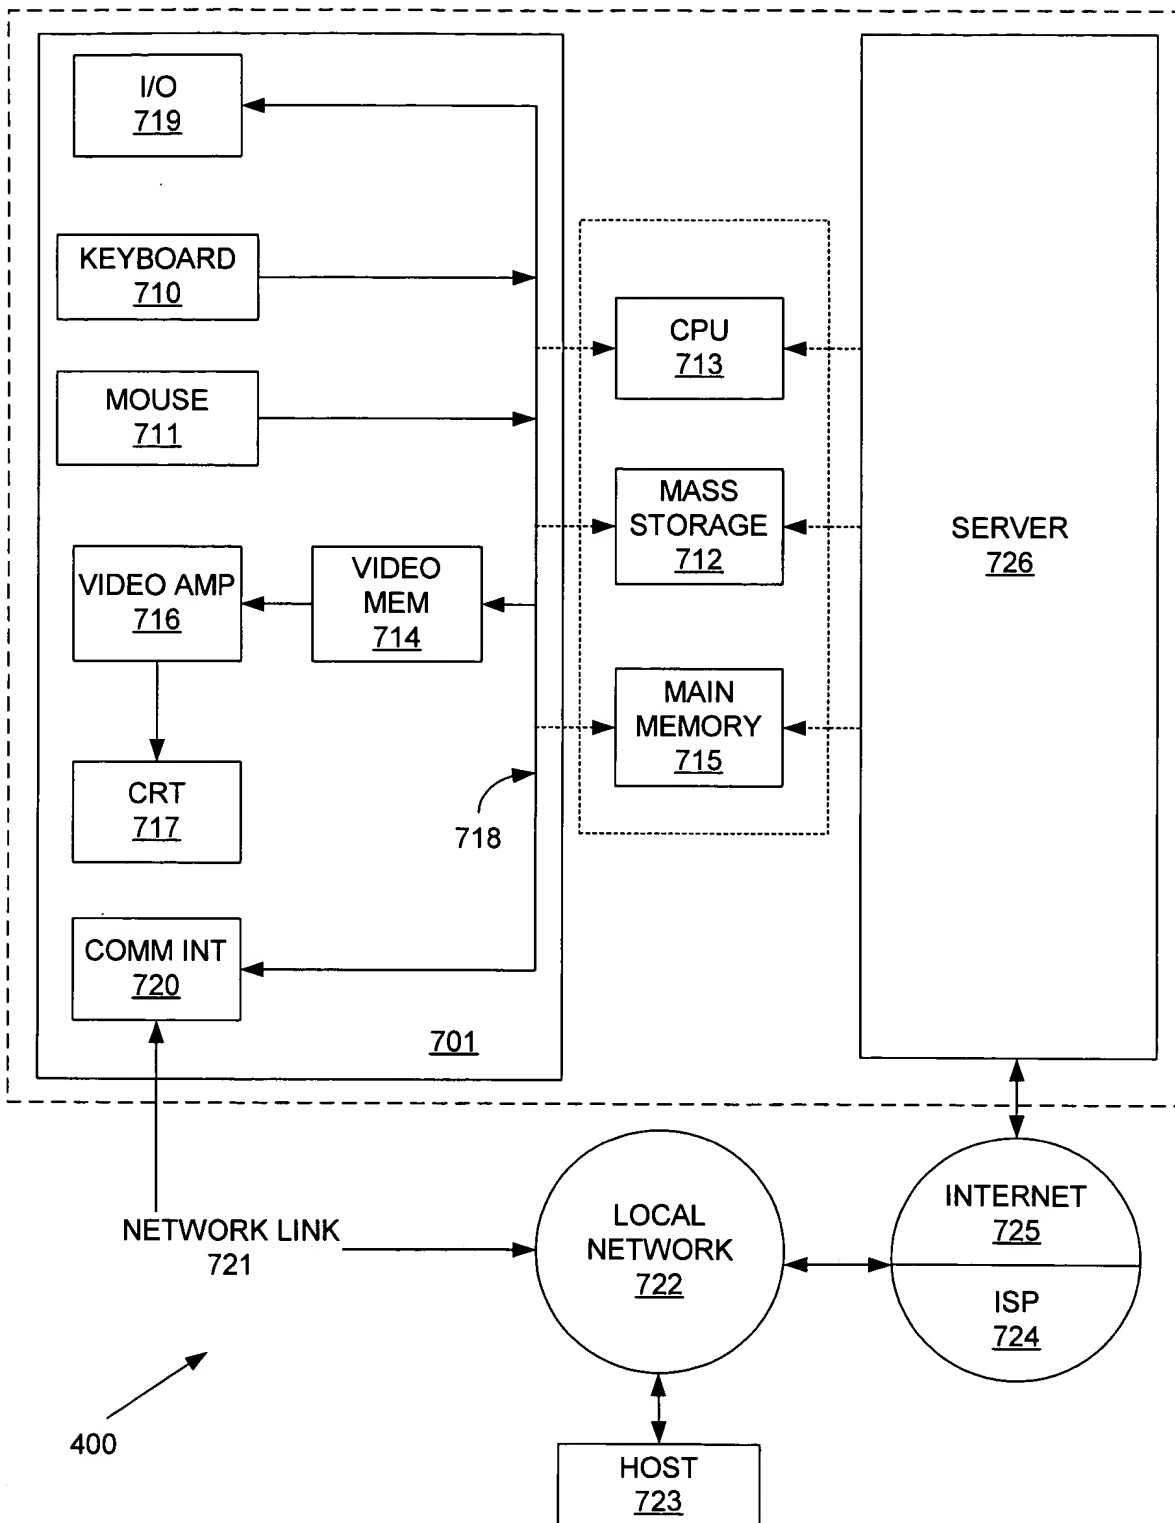 I/O
719
KEYBOARD
710
MOUSE
711
VIDEO AMP
716
VIDEO
MEM
714
CRT
717
718
COMM INT
720
701
CPU
713
MASS
STORAGE
712
MAIN
MEMORY
715
SERVER
726
NETWORK LINK
721
LOCAL
NETWORK
722
INTERNET
725
ISP
724
400
HOST
723